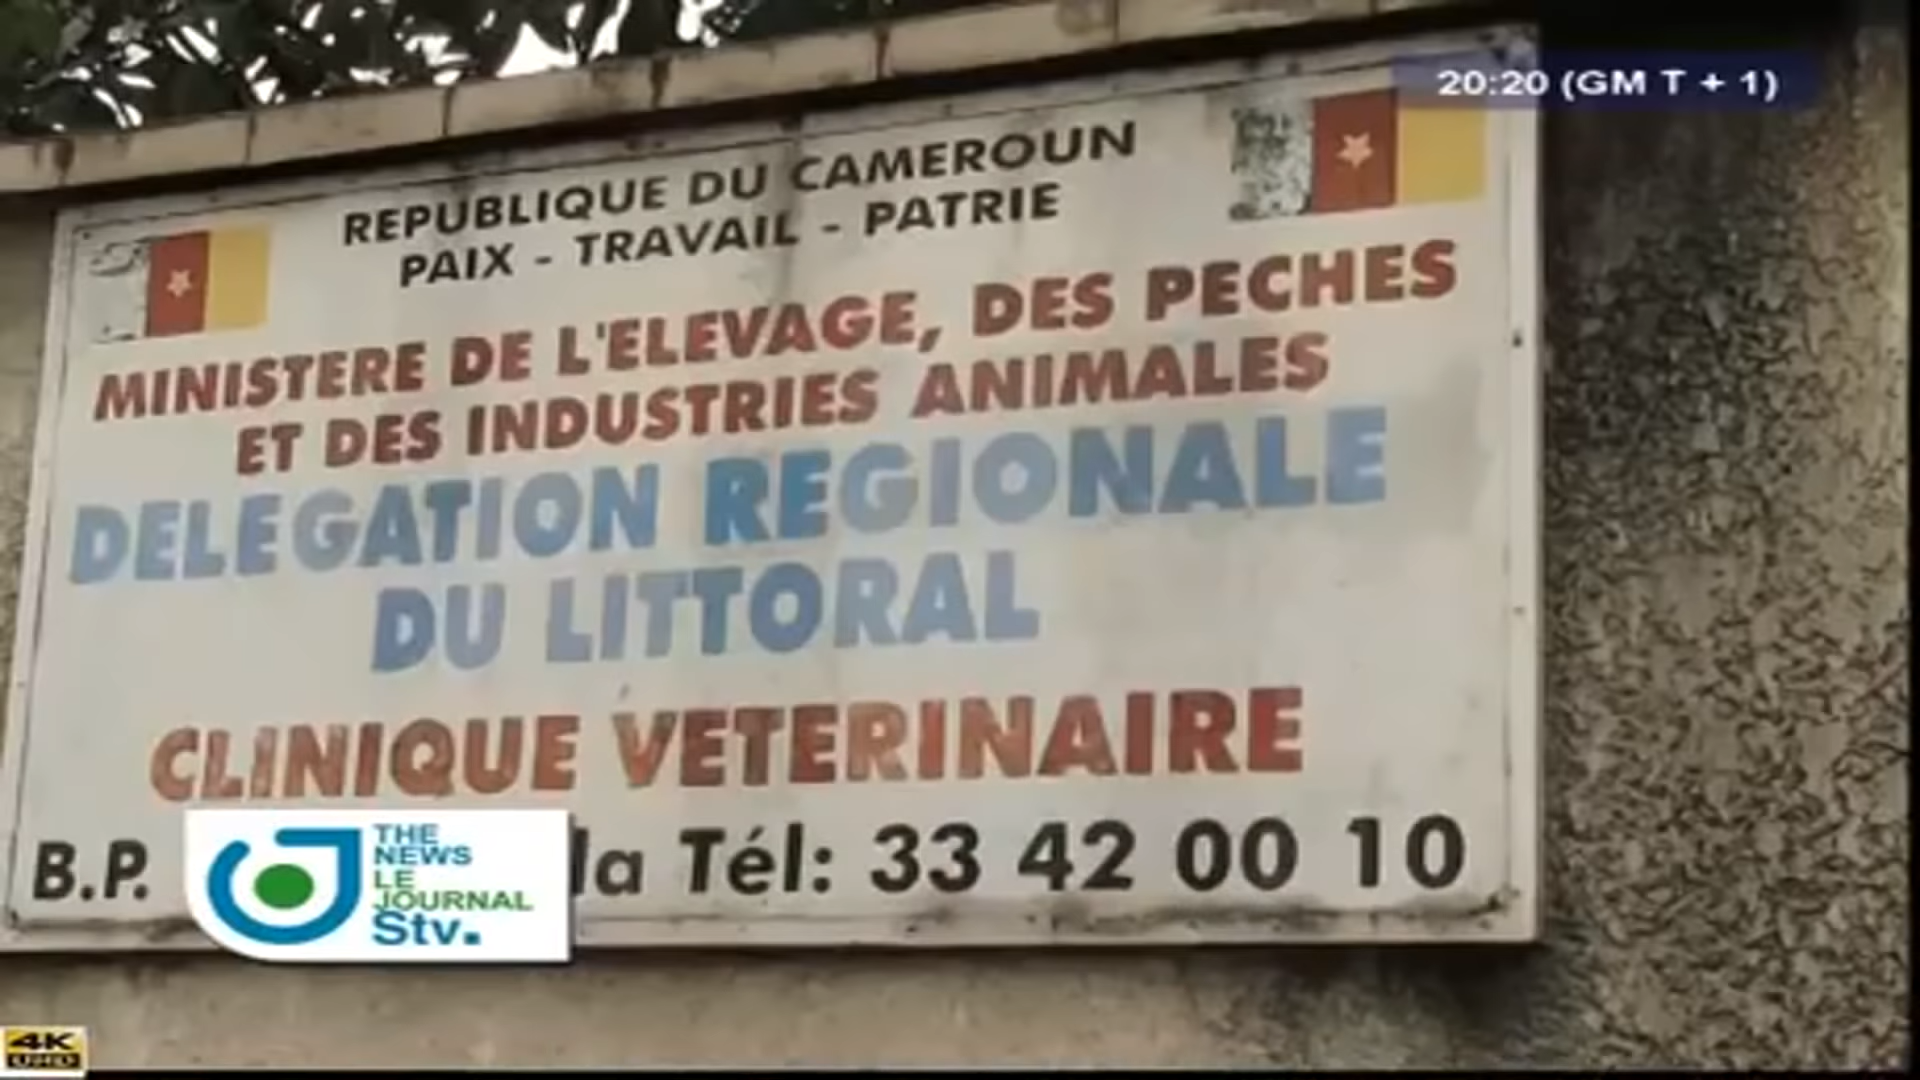 20:20 (GM T + 1)
REPUBLIQUE DU CAMEROUN
PAIX - TRAVAIL - PATRIE
MINISTERE DE L'ELEVAGE, DES PECHES
ET DES INDUSTRIES ANIMALES
DELEGATION REGIONALE
DU LITTORAL
CLINIQUE VETERINAIRE
B.P. la Tél: 33 42 00 10
THE
NEWS
LE
JOURNAL
Stv.
4K
UHD